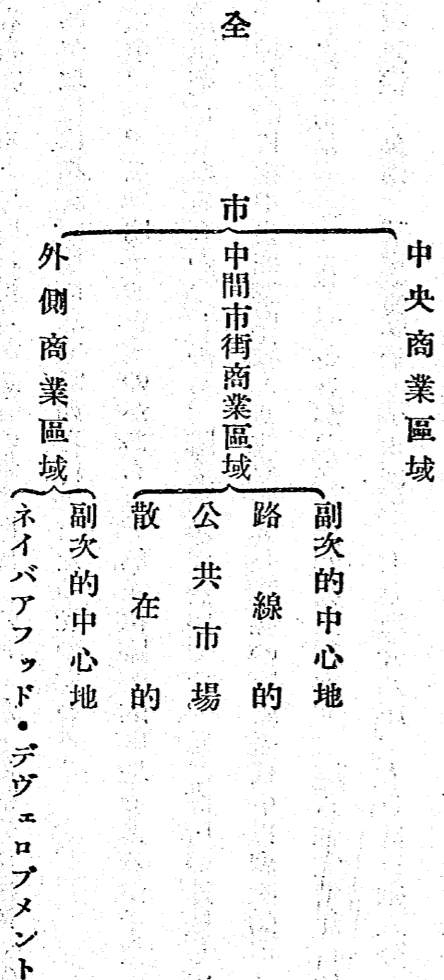 全市
中央商業區域
中間市街商業區域
副次的中心地
路線的
公共市場
散在的
外側商業區域
副次的中心地
ネイバアフッド・デヴェロプメント